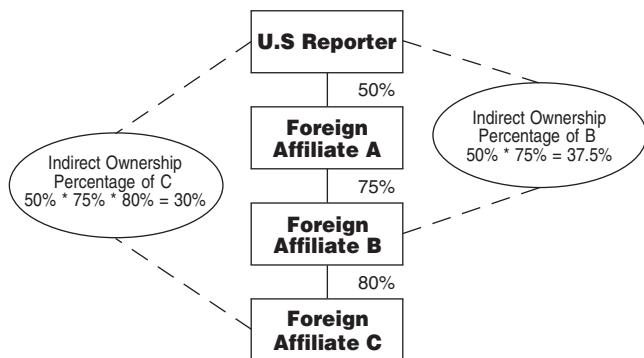 U.S Reporter
50%
Foreign
Affiliate A
Indirect Ownership
Percentage of B
50% * 75% = 37.5%
Indirect Ownership
Percentage of C
50% * 75% * 80% = 30%
75%
Foreign
Affiliate B
80%
Foreign
Affiliate C